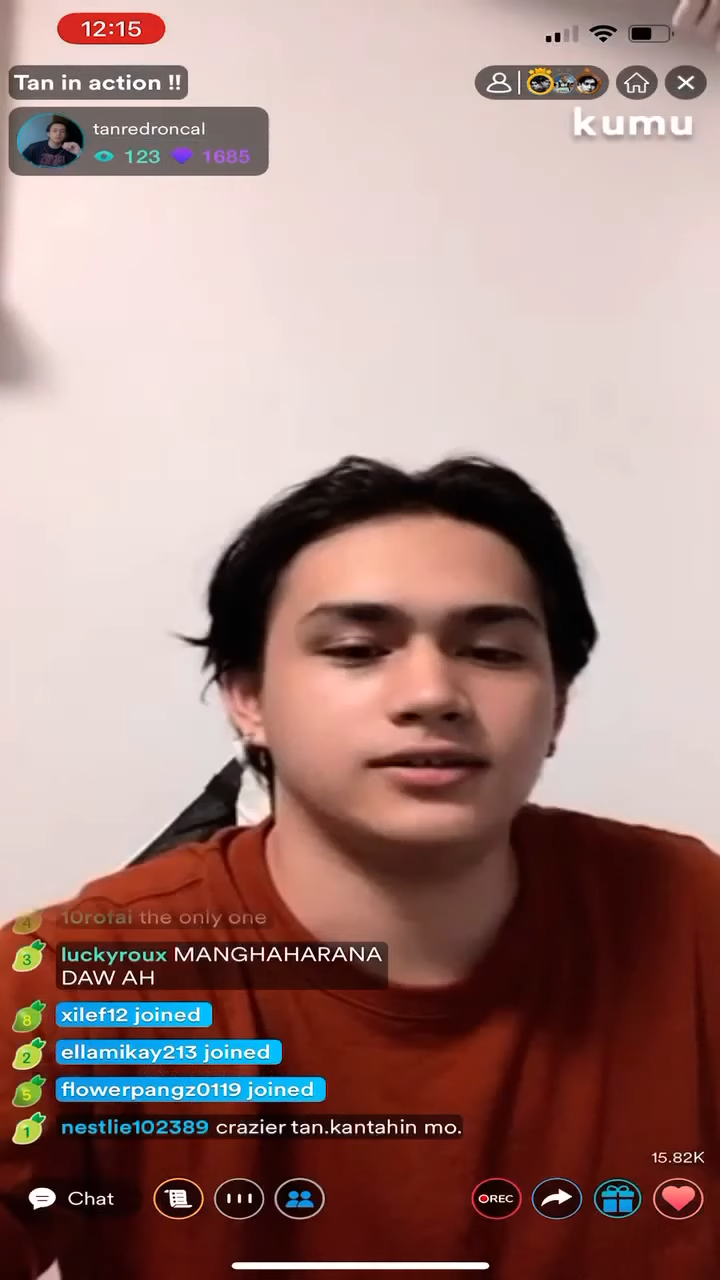 12:15
Tan in action !!
kumu
tanredroncal
123 1685
4 10rofai the only one
3 luckyroux MANGHAHARANA
DAW AH
8 xilef12 joined
2 ellamikay213 joined
5 flowerpangz0119 joined
1 nestlie102389 crazier tan.kantahin mo.
15.82K
Chat
REC